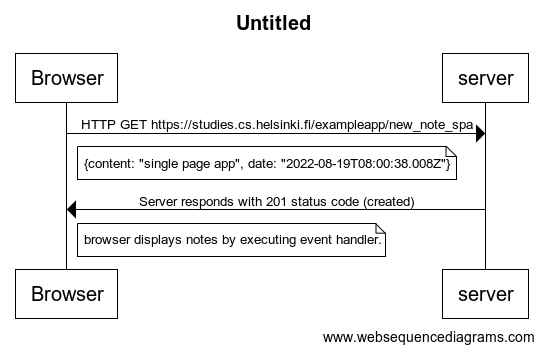 Untitled
Browser
server
HTTP GET https://studies.cs.helsinki.fi/exampleapp/new_note_spa
{content: "single page app", date: "2022-08-19T08:00:38.008Z"}
Server responds with 201 status code (created)
browser displays notes by executing event handler.
Browser
server
www.websequencediagrams.com